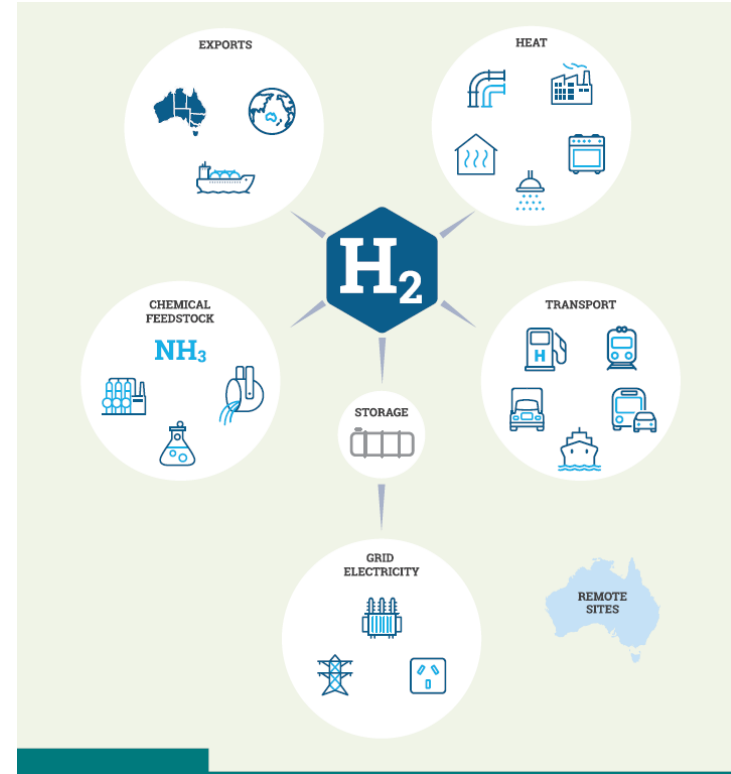 EXPORTS
HEAT
H₂
CHEMICAL
FEEDSTOCK
NH₃
TRANSPORT
H
STORAGE
GRID
ELECTRICITY
REMOTE
SITES